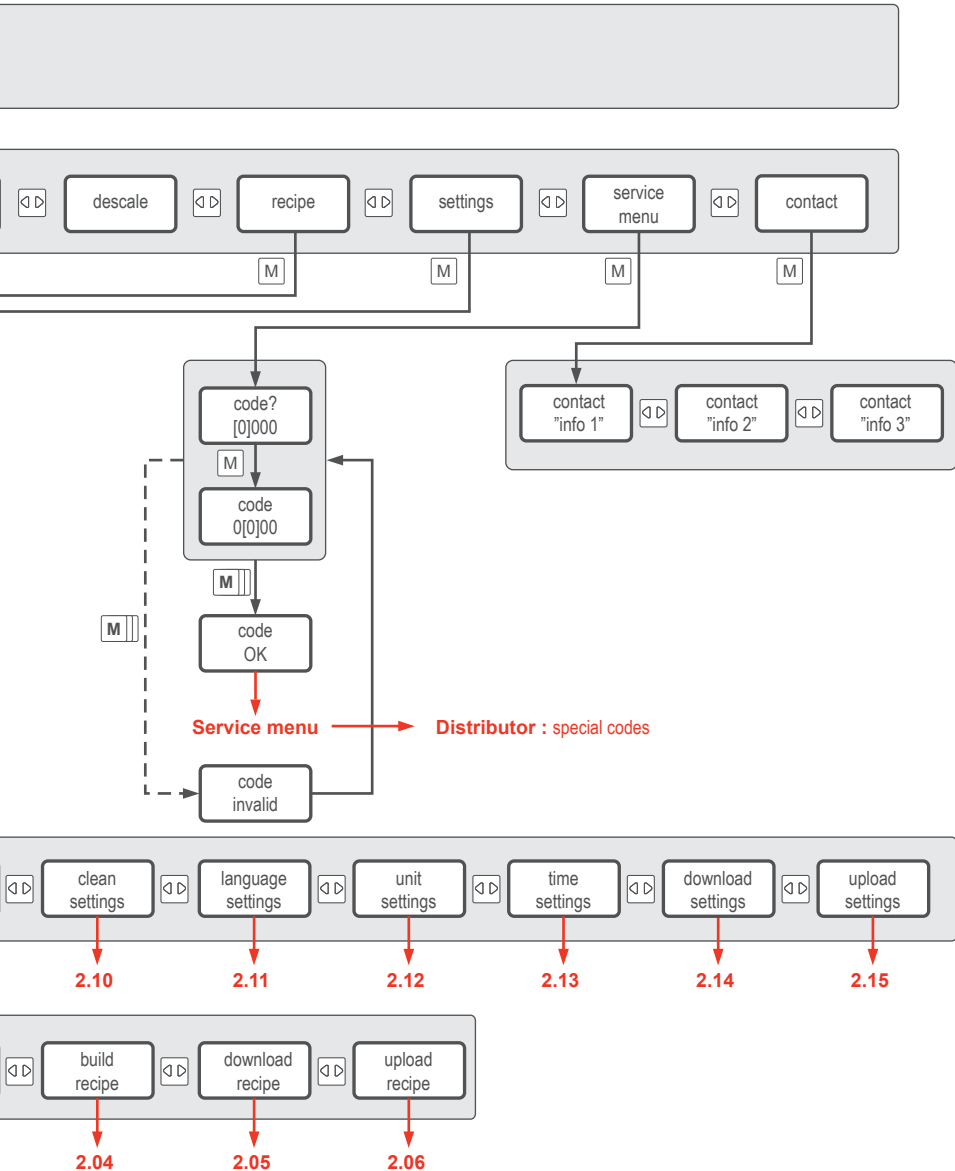 descale
recipe
settings
service
menu
contact
M
M
M
M
code?
[0]000
M
code
0[0]00
M
M
code
OK
Service menu
Distributor : special codes
code
invalid
contact
"info 1"
contact
"info 2"
contact
"info 3"
clean
settings
language
settings
unit
settings
time
settings
download
settings
upload
settings
2.10
2.11
2.12
2.13
2.14
2.15
build
recipe
download
recipe
upload
recipe
2.04
2.05
2.06